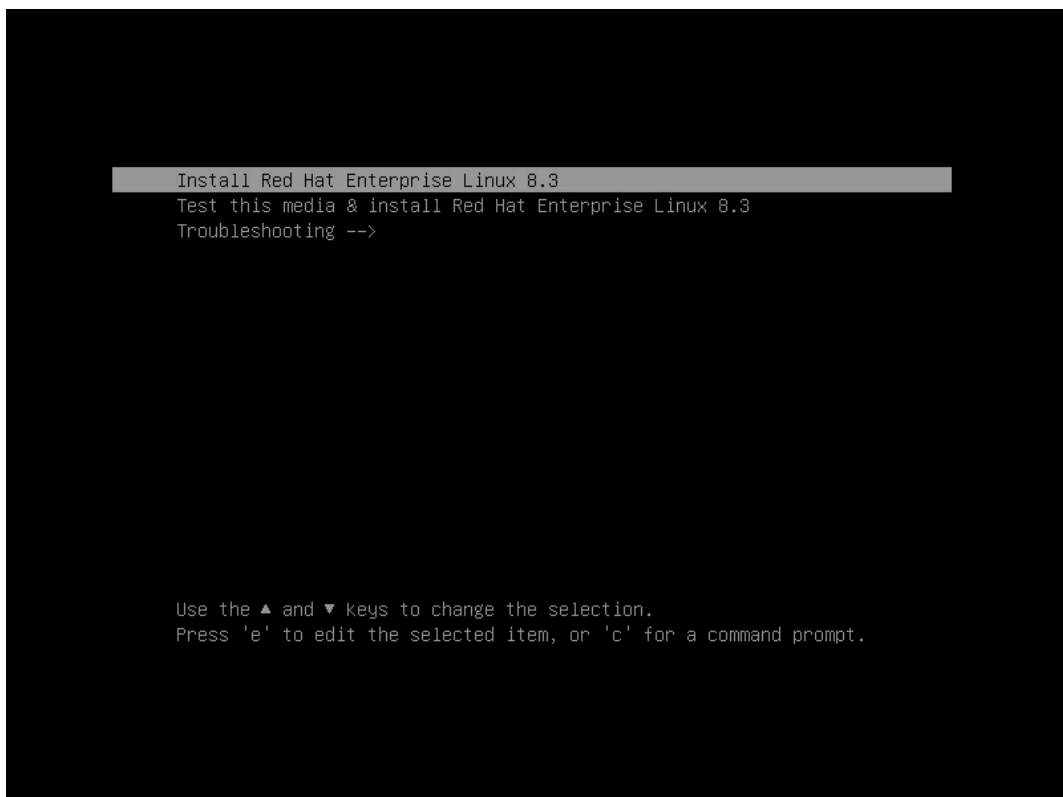 Install Red Hat Enterprise Linux 8.3
Test this media & install Red Hat Enterprise Linux 8.3
Troubleshooting -->
Use the ▲ and ▼ keys to change the selection.
Press 'e' to edit the selected item, or 'c' for a command prompt.